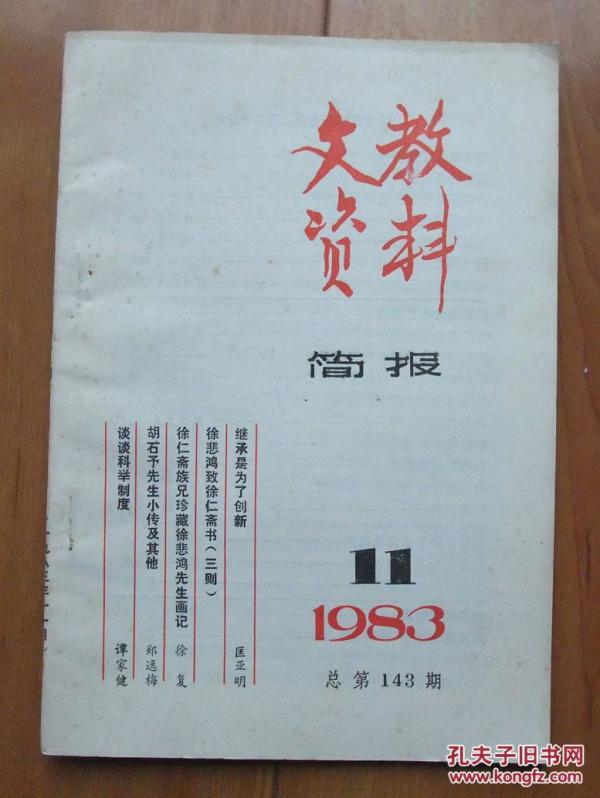 文教
资料
简报
继承是为了创新 匡亚明
徐悲鸿致徐仁斋书（三则）
徐仁斋族兄珍藏徐悲鸿先生画记 徐复
胡石予先生小传及其他 郑逸梅
谈谈科举制度 谭家健
11
1983
总第143期
孔夫子旧书网
www.kongfz.com